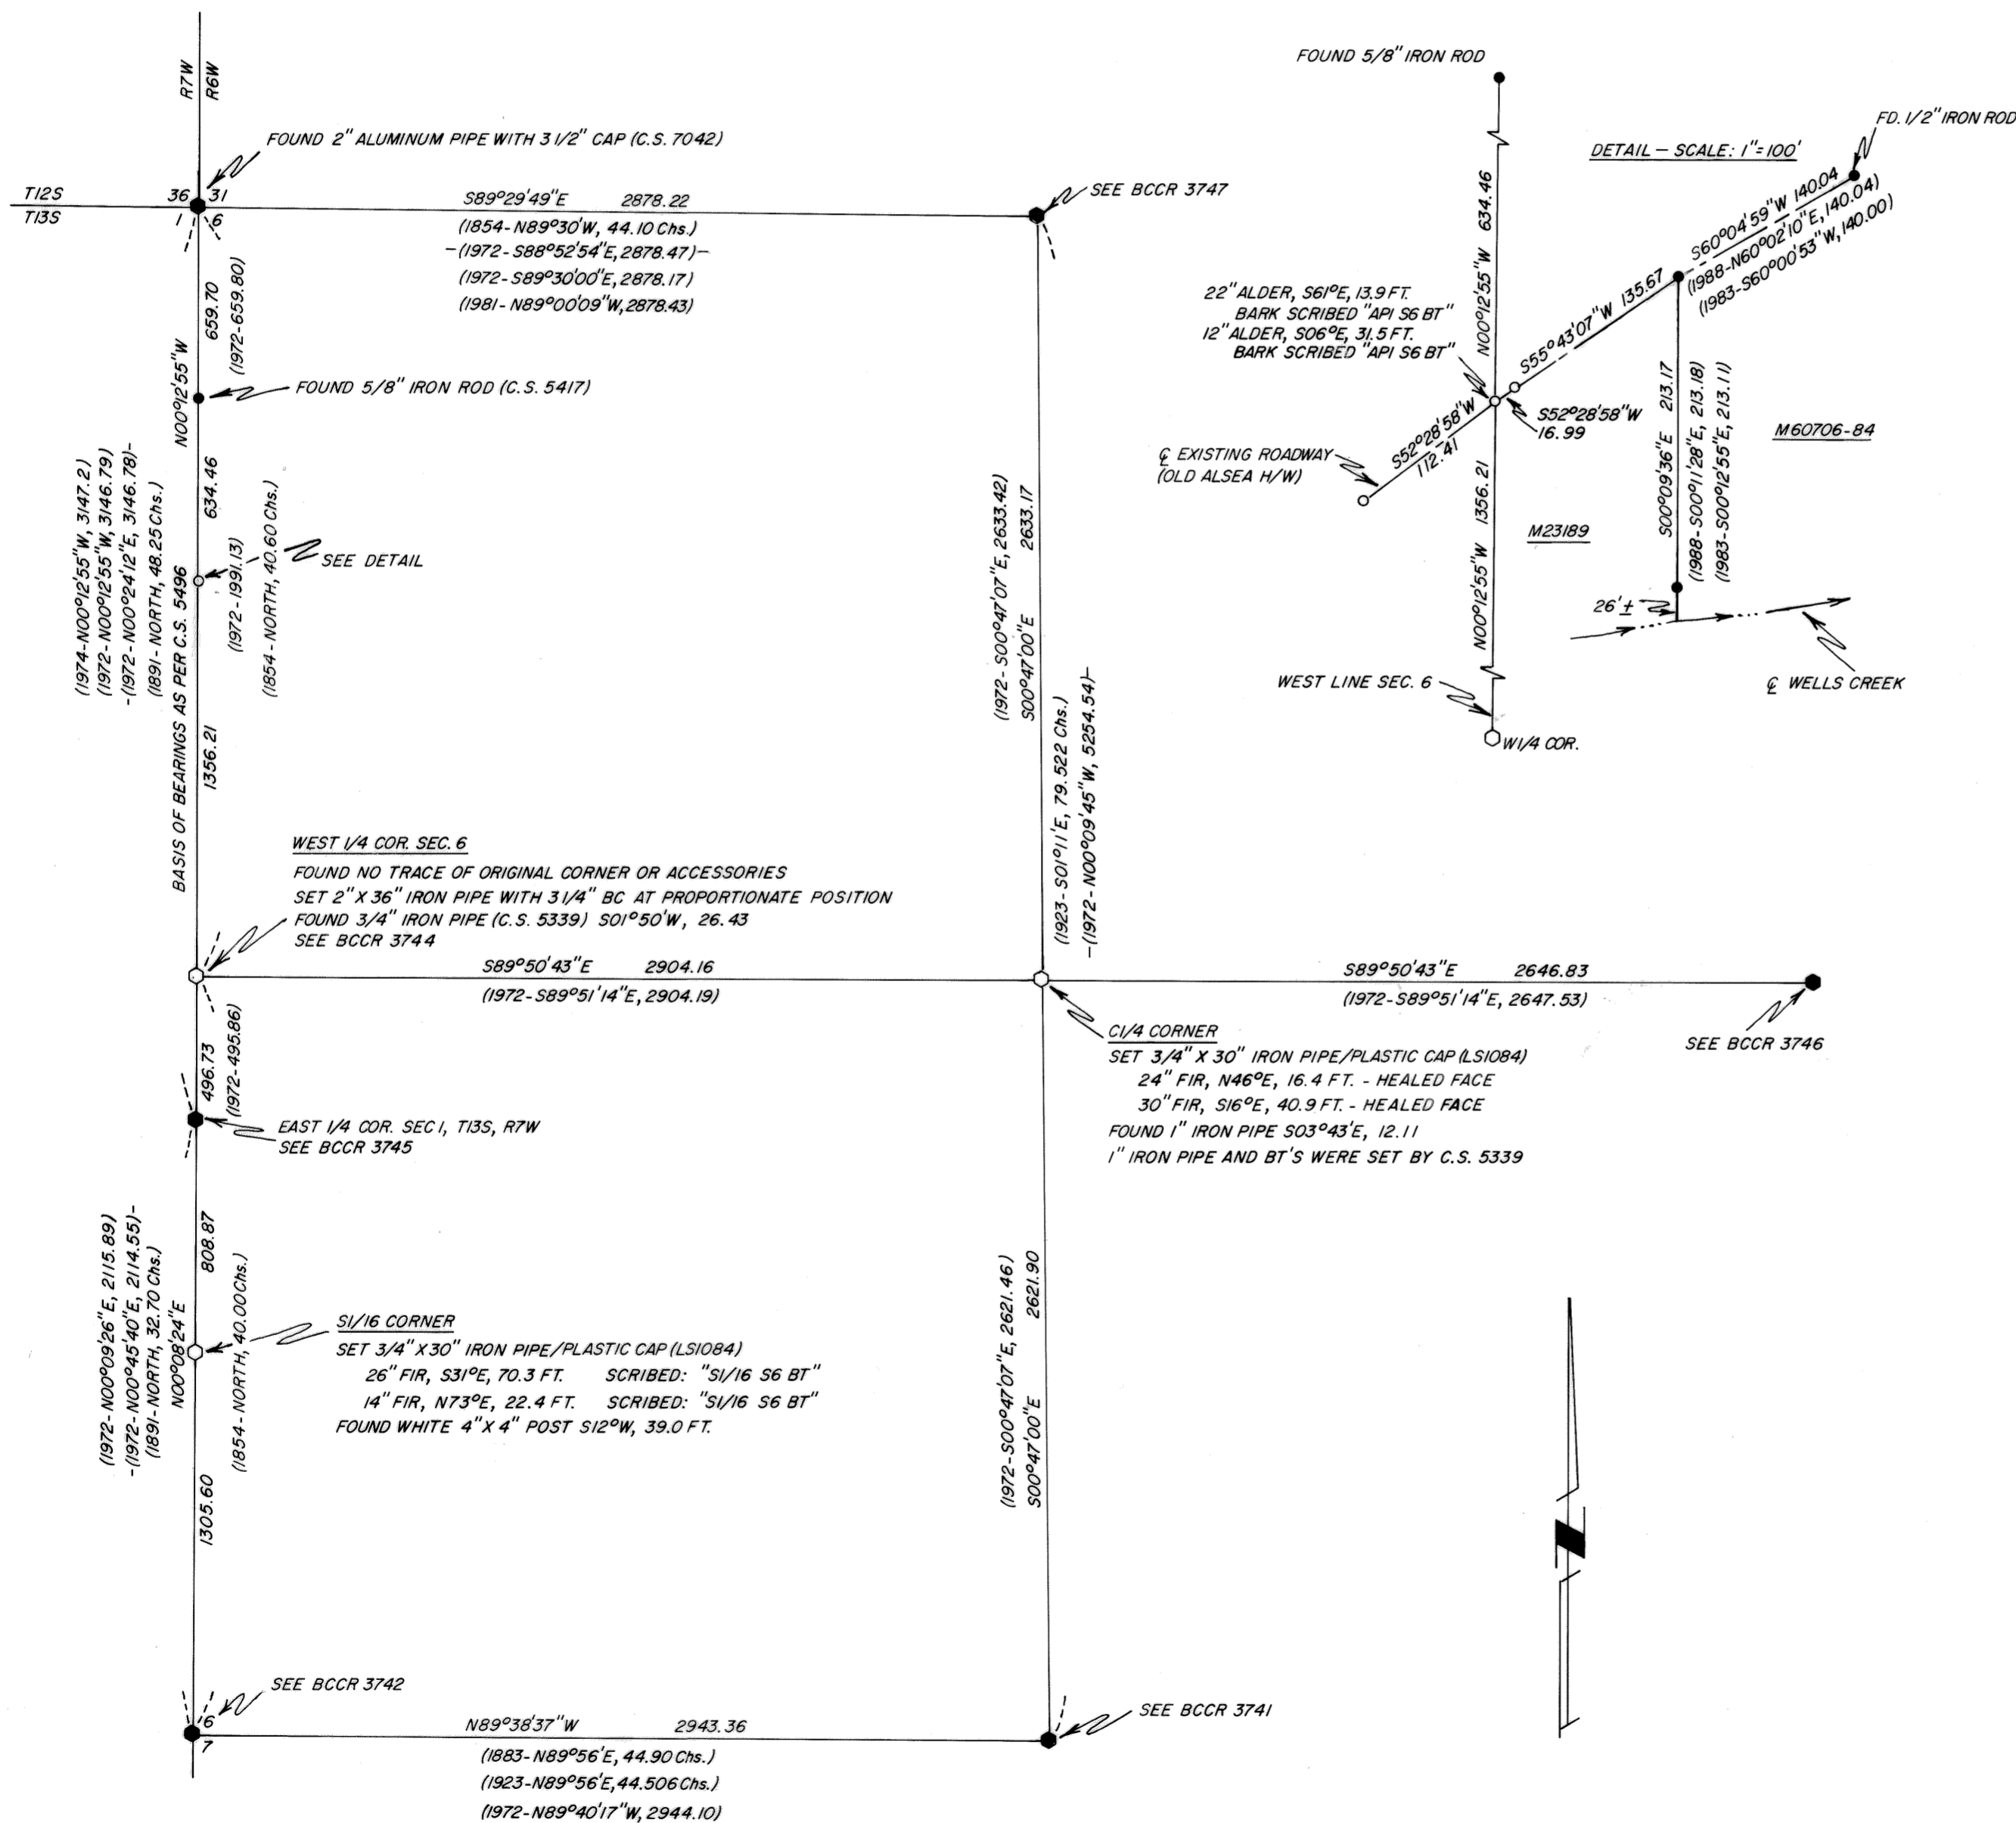 R7W
R6W
FOUND 2" ALUMINUM PIPE WITH 3 1/2" CAP (C.S. 7042)
T12S
T13S
36
31
1
6
S89°29'49"E 2878.22
(1854-N89°30'W, 44.10 Chs.)
-(1972-S88°52'54"E, 2878.47)-
(1972-S89°30'00"E, 2878.17)
(1981-N89°00'09"W, 2878.43)
SEE BCCR 3747
659.70
(1972-659.80)
N00°12'55"W
FOUND 5/8" IRON ROD (C.S. 5417)
634.46
(1974-N00°12'55"W, 3147.2)
(1972-N00°12'55"W, 3146.79)
-(1972-N00°24'12"E, 3146.78)-
(1891-NORTH, 48.25 Chs.)
BASIS OF BEARINGS AS PER C.S. 5496
(1972-1991.13)
(1854-NORTH, 40.60 Chs.)
SEE DETAIL
1356.21
(1972-S00°47'07"E, 2633.42)
S00°47'00"E 2633.17
(1923-S01°11'E, 79.522 Chs.)
-(1972-N00°09'45"W, 5254.54)-
WEST 1/4 COR. SEC. 6
FOUND NO TRACE OF ORIGINAL CORNER OR ACCESSORIES
SET 2" X 36" IRON PIPE WITH 3 1/4" BC AT PROPORTIONATE POSITION
FOUND 3/4" IRON PIPE (C.S. 5339) S01°50'W, 26.43
SEE BCCR 3744
S89°50'43"E 2904.16
(1972-S89°51'14"E, 2904.19)
S89°50'43"E 2646.83
(1972-S89°51'14"E, 2647.53)
SEE BCCR 3746
C1/4 CORNER
SET 3/4" X 30" IRON PIPE/PLASTIC CAP (LS1084)
24" FIR, N46°E, 16.4 FT. - HEALED FACE
30" FIR, S16°E, 40.9 FT. - HEALED FACE
FOUND 1" IRON PIPE S03°43'E, 12.11
1" IRON PIPE AND BT'S WERE SET BY C.S. 5339
496.73
(1972-495.86)
EAST 1/4 COR. SEC 1, T13S, R7W
SEE BCCR 3745
808.87
(1972-N00°09'26"E, 2115.89)
-(1972-N00°45'40"E, 2114.55)-
(1891-NORTH, 32.70 Chs.)
N00°08'24"E
(1854-NORTH, 40.00 Chs.)
S1/16 CORNER
SET 3/4" X 30" IRON PIPE/PLASTIC CAP (LS1084)
26" FIR, S31°E, 70.3 FT. SCRIBED: "S1/16 S6 BT"
14" FIR, N73°E, 22.4 FT. SCRIBED: "S1/16 S6 BT"
FOUND WHITE 4" X 4" POST S12°W, 39.0 FT.
1305.60
(1972-S00°47'07"E, 2621.46)
S00°47'00"E 2621.90
SEE BCCR 3742
6
7
N89°38'37"W 2943.36
(1883-N89°56'E, 44.90 Chs.)
(1923-N89°56'E, 44.506 Chs.)
(1972-N89°40'17"W, 2944.10)
SEE BCCR 3741
FOUND 5/8" IRON ROD
DETAIL - SCALE: 1"=100'
FD. 1/2" IRON ROD
N00°12'55"W 634.46
S60°04'59"W 140.04
(1988-N60°02'10"E, 140.04)
(1983-S60°00'53"W, 140.00)
22" ALDER, S61°E, 13.9 FT.
BARK SCRIBED "API S6 BT"
12" ALDER, S06°E, 31.5 FT.
BARK SCRIBED "API S6 BT"
S55°43'07"W 135.67
S52°28'58"W
16.99
S52°28'58"W
112.41
℄ EXISTING ROADWAY
(OLD ALSEA H/W)
N00°12'55"W 1356.21
M23189
S00°09'36"E 213.17
(1988-S00°11'28"E, 213.18)
(1983-S00°12'55"E, 213.11)
M60706-84
26'±
℄ WELLS CREEK
WEST LINE SEC. 6
W1/4 COR.
N